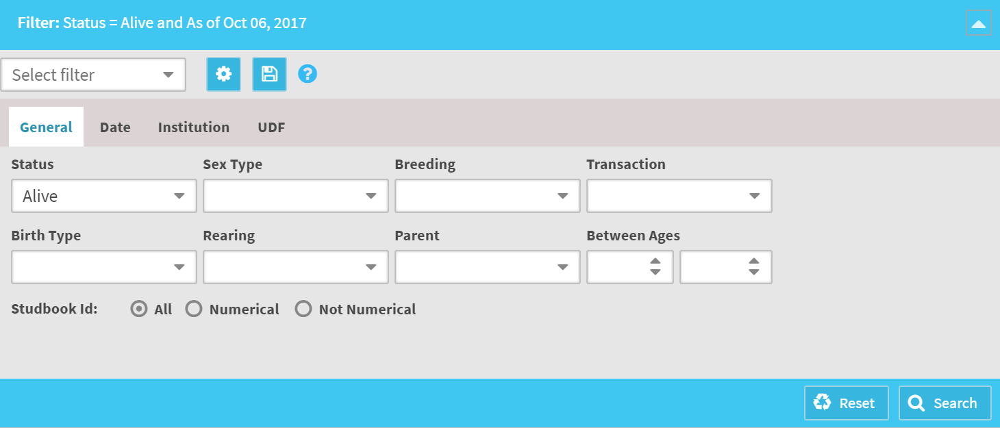 Filter: Status = Alive and As of Oct 06, 2017
Select filter
?
General Date Institution UDF
Status Sex Type Breeding Transaction
Alive
Birth Type Rearing Parent Between Ages
Studbook Id: All Numerical Not Numerical
Reset Search